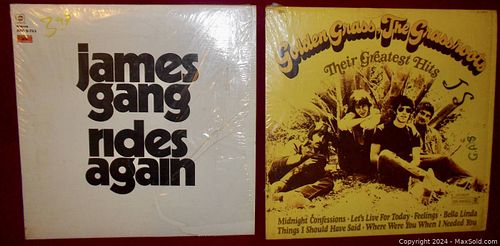 james
gang
rides
again
Golden Grass, The Grassroots
Their Greatest Hits
JS
Midnight Confessions · Let's Live For Today · Feelings · Bella Linda
Things I Should Have Said · Where Were You When I Needed You
Copyright © 2024 - MaxSold.com